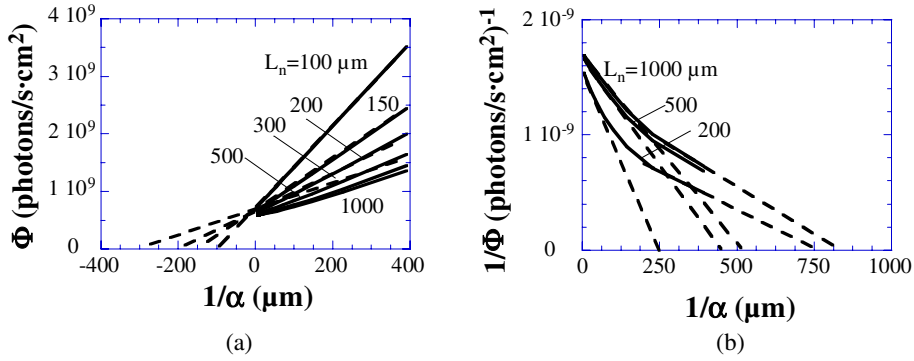 4 10⁹
3 10⁹
2 10⁹
1 10⁹
0
Φ (photons/s·cm²)
Lₙ=100 µm
150
200
300
500
1000
-400 -200 0 200 400
1/α (µm)
(a)
2 10⁻⁹
1 10⁻⁹
0 10⁰
1/Φ (photons/s·cm²)⁻¹
Lₙ=1000 µm
500
200
0 250 500 750 1000
1/α (µm)
(b)